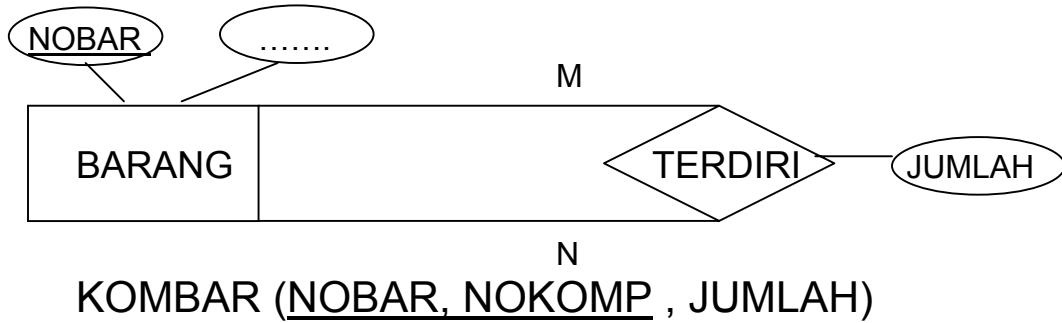 NOBAR
.......
M
BARANG
TERDIRI
JUMLAH
N
KOMBAR (NOBAR, NOKOMP , JUMLAH)